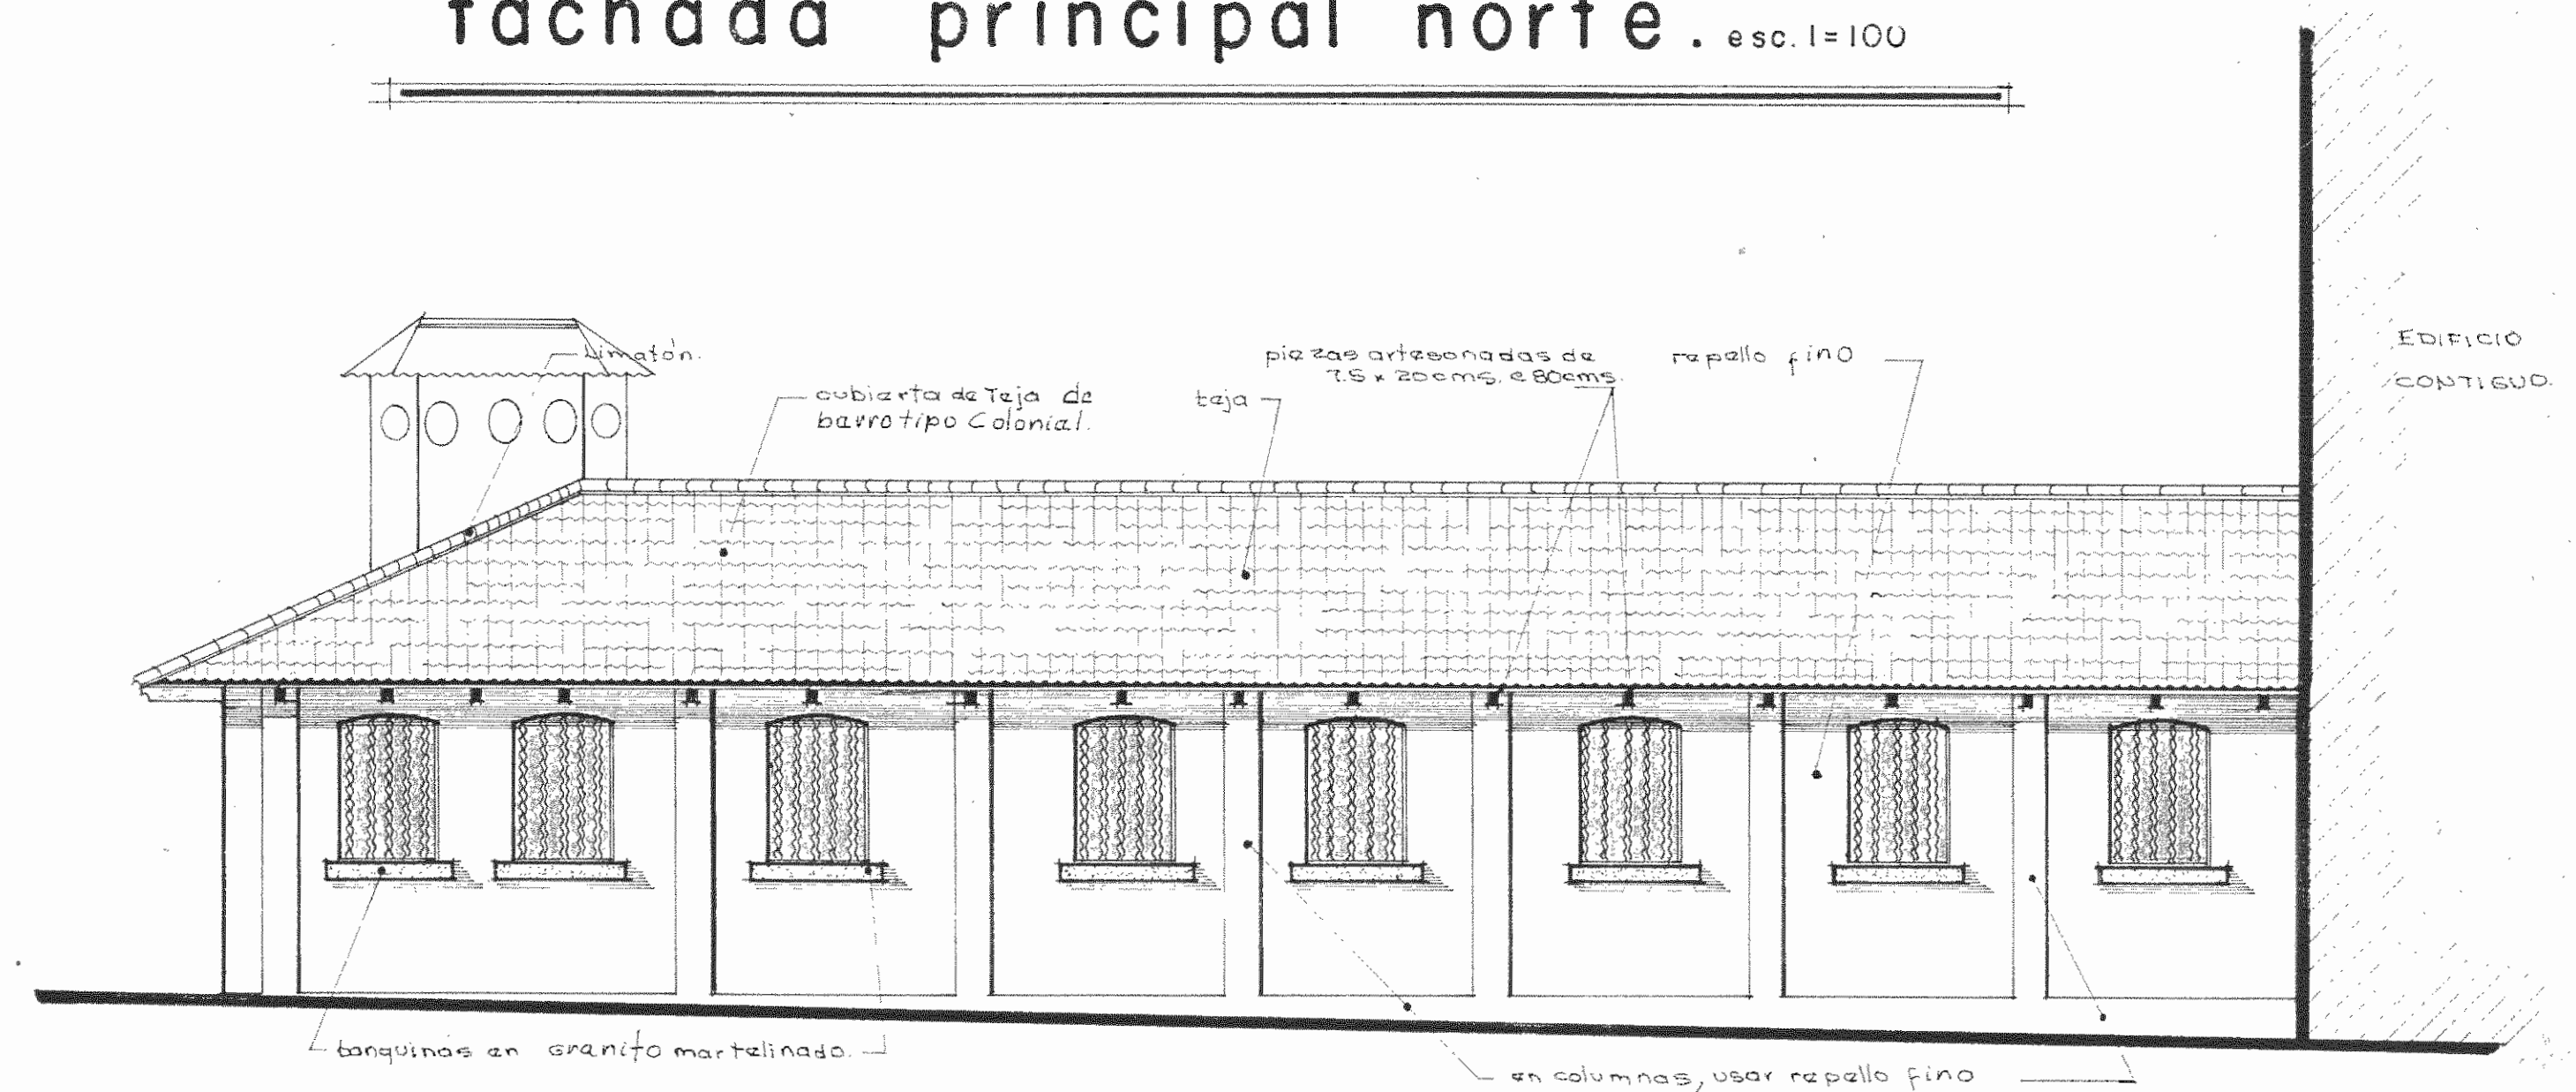 fachada principal norte. esc. 1=100
Limatón.
cubierta de Teja de
barro tipo Colonial.
teja
piezas artesonadas de
7.5 x 20cms. e 80cms.
repello fino
EDIFICIO
CONTIGUO.
banquinas en granito martelinado.
en columnas, usar repello fino